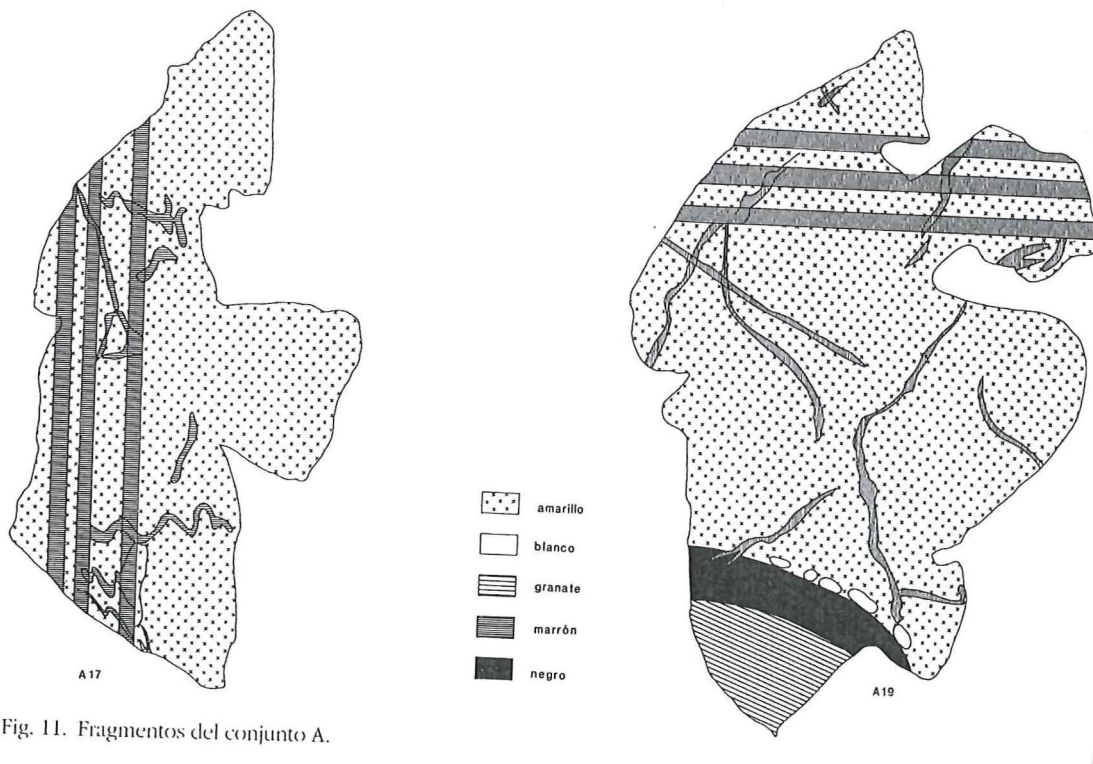 amarillo
blanco
granate
marrón
negro
A17
A19
Fig. 11. Fragmentos del conjunto A.